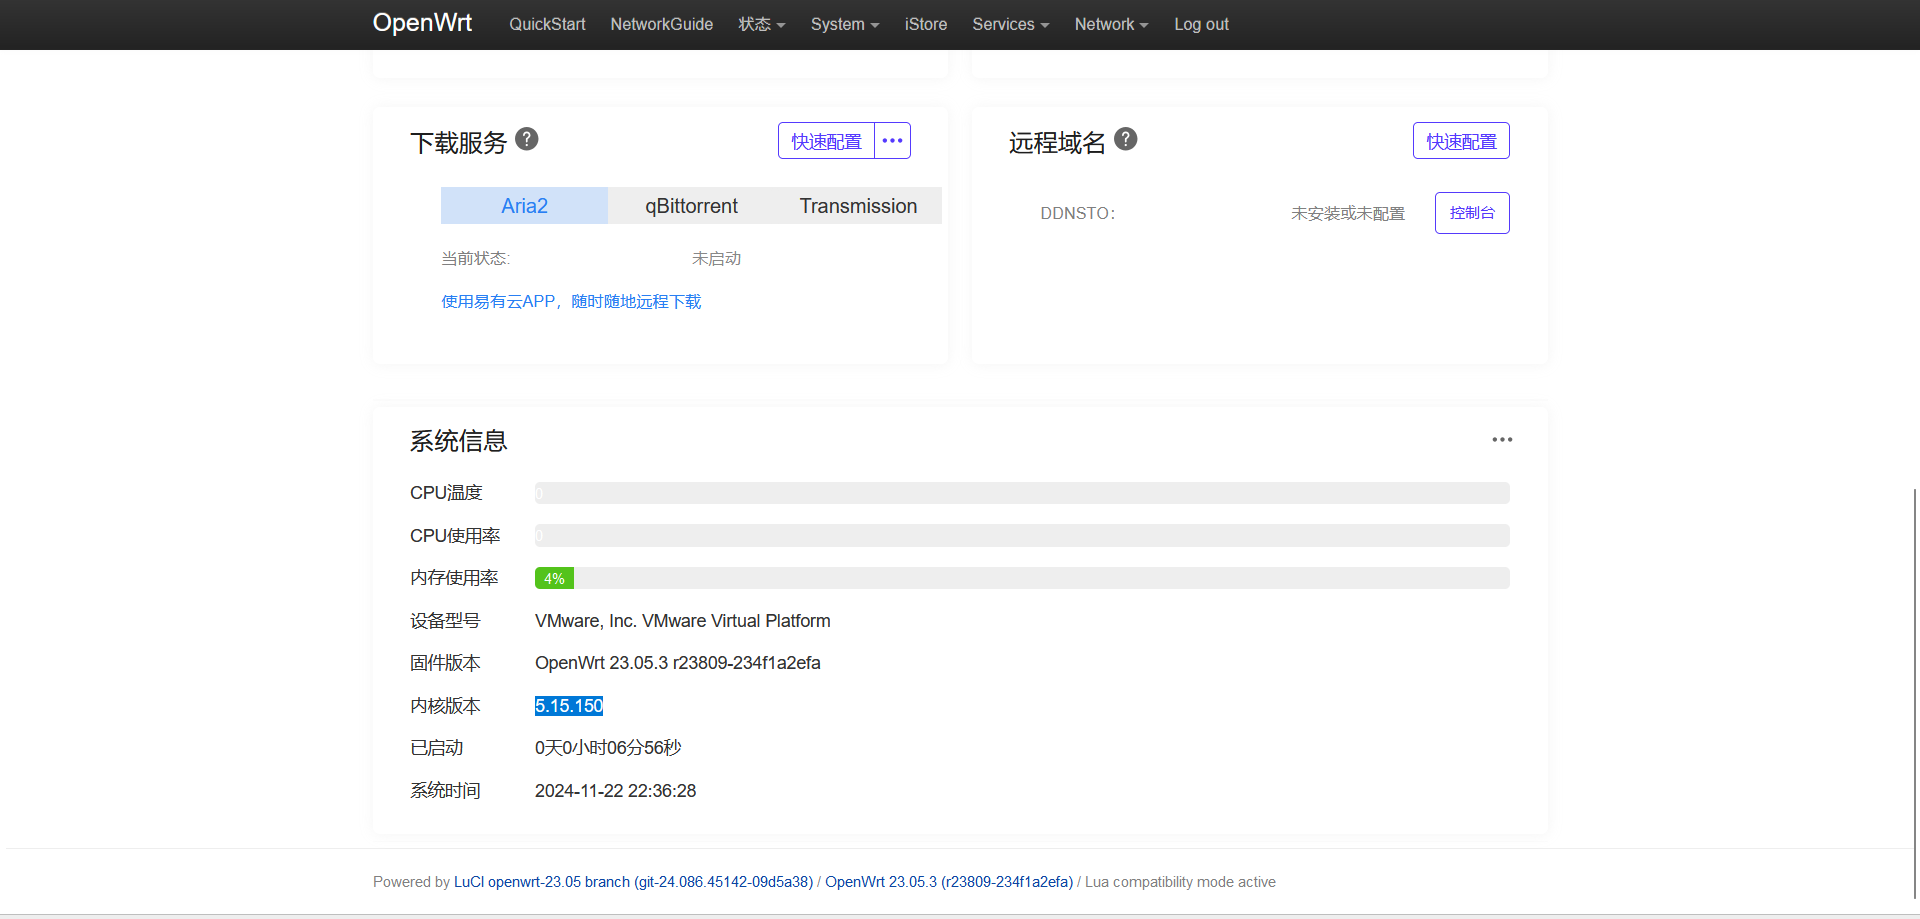 OpenWrt QuickStart NetworkGuide 状态 System iStore Services Network Log out
下载服务 ? 快速配置 •••
Aria2 qBittorrent Transmission
当前状态: 未启动
使用易有云APP，随时随地远程下载
远程域名 ? 快速配置
DDNSTO： 未安装或未配置 控制台
系统信息 •••
CPU温度 0
CPU使用率 0
内存使用率 4%
设备型号 VMware, Inc. VMware Virtual Platform
固件版本 OpenWrt 23.05.3 r23809-234f1a2efa
内核版本 5.15.150
已启动 0天0小时06分56秒
系统时间 2024-11-22 22:36:28
Powered by LuCI openwrt-23.05 branch (git-24.086.45142-09d5a38) / OpenWrt 23.05.3 (r23809-234f1a2efa) / Lua compatibility mode active